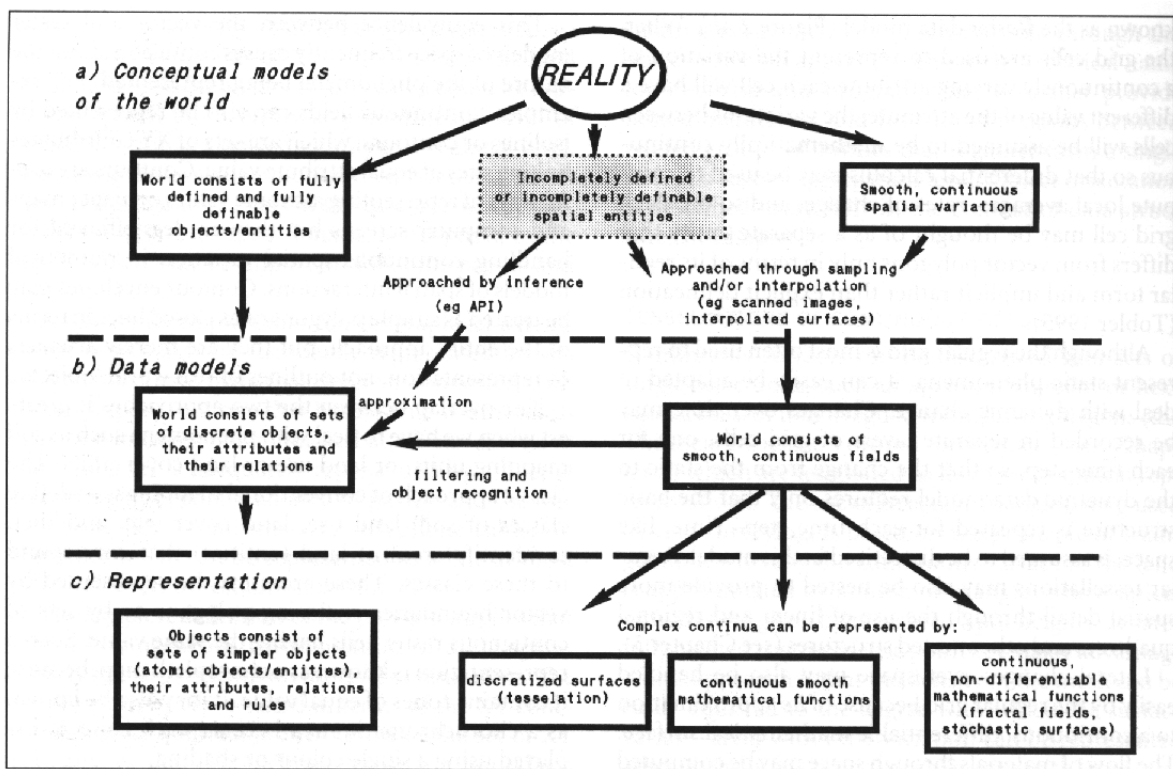 a) Conceptual models
of the world
REALITY
World consists of fully
defined and fully
definable
objects/entities
Incompletely defined
or incompletely definable
spatial entities
Smooth, continuous
spatial variation
Approached by inference
(eg API)
Approached through sampling
and/or interpolation
(eg scanned images,
interpolated surfaces)
b) Data models
World consists of sets
of discrete objects,
their attributes and
their relations
approximation
filtering and
object recognition
World consists of
smooth, continuous fields
c) Representation
Objects consist of
sets of simpler objects
(atomic objects/entities),
their attributes, relations
and rules
Continuity can be represented by:
discretized surfaces
(tesselation)
continuous smooth
mathematical functions
continuous,
non-differentiable
mathematical functions
(fractal fields,
stochastic surfaces)